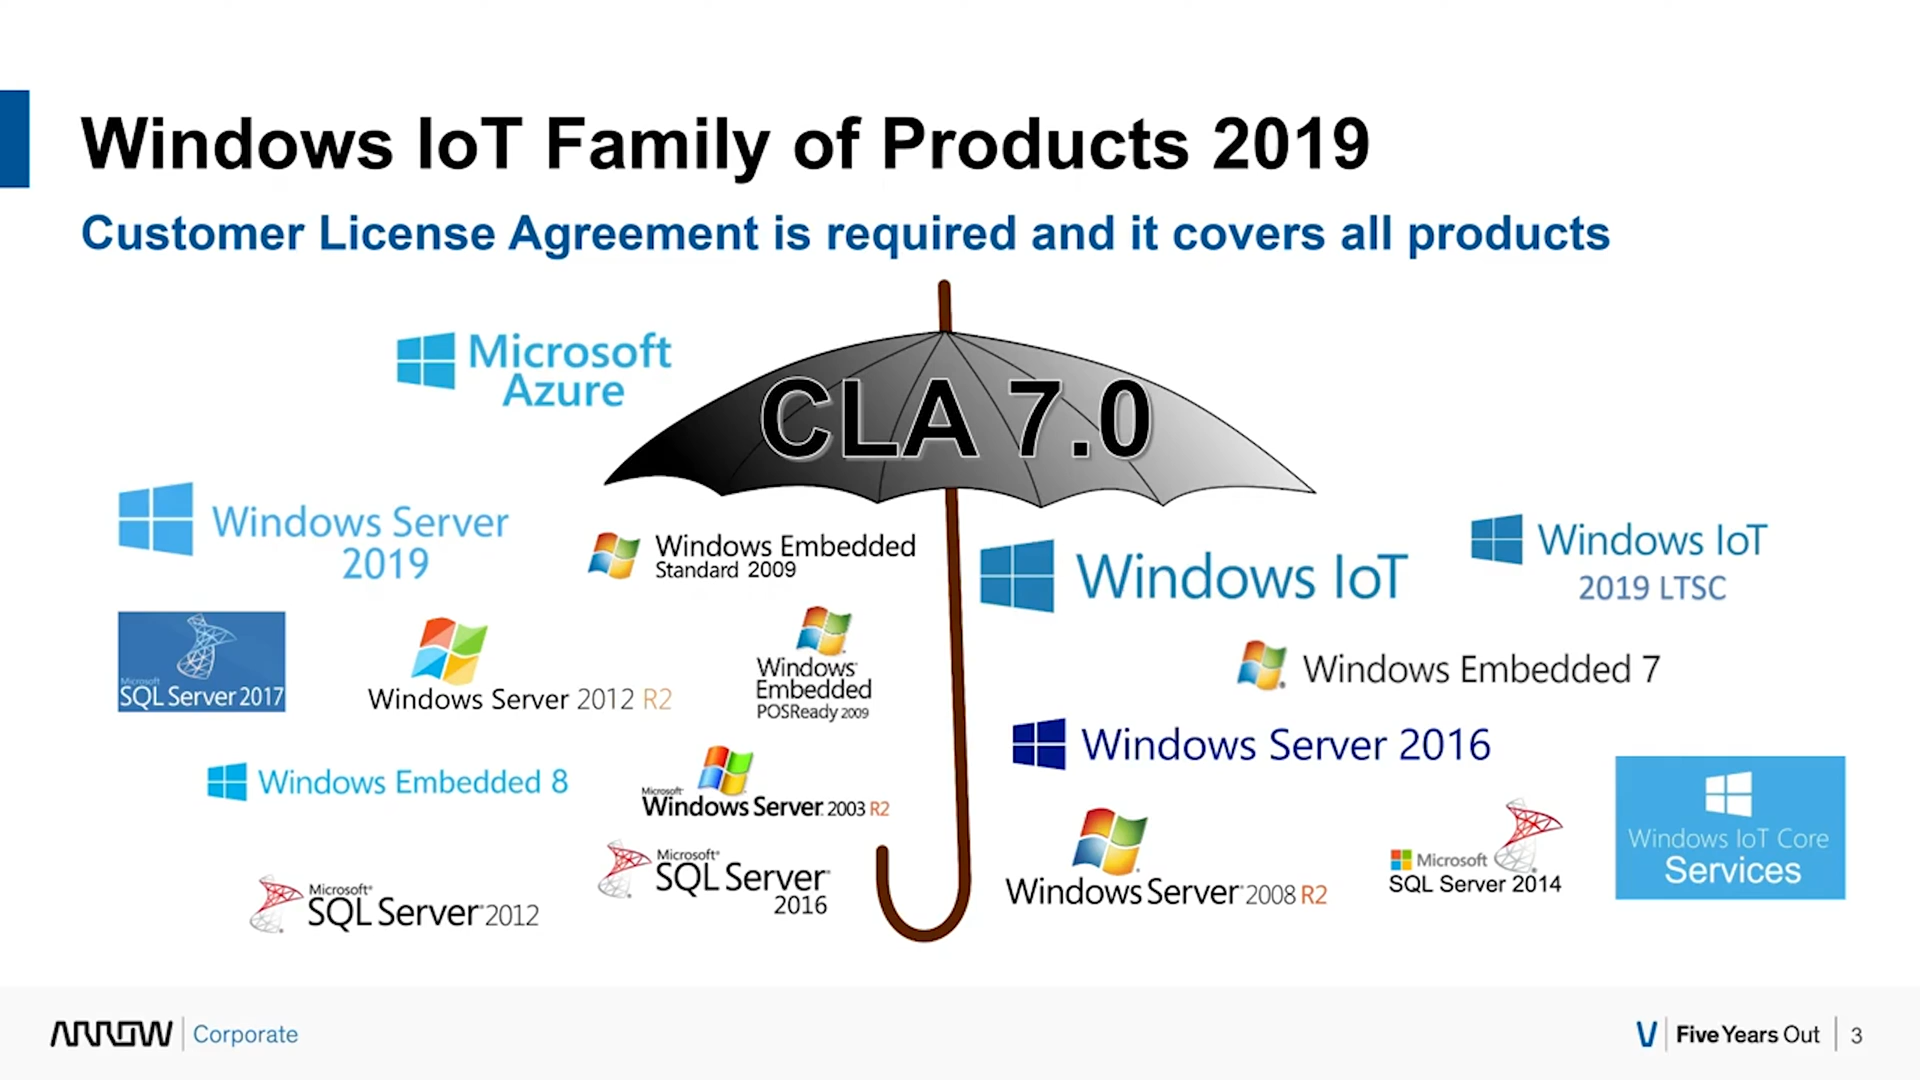 Windows IoT Family of Products 2019
Customer License Agreement is required and it covers all products
Microsoft
Azure
CLA 7.0
Windows Server
2019
Windows Embedded
Standard 2009
Windows IoT
Windows IoT
2019 LTSC
Microsoft
SQL Server 2017
Windows Server 2012 R2
Windows
Embedded
POSReady 2009
Windows Embedded 7
Windows Server 2016
Windows Embedded 8
Microsoft
Windows Server 2003 R2
Microsoft
SQL Server 2012
Microsoft
SQL Server
2016
Windows Server 2008 R2
Microsoft
SQL Server 2014
Windows IoT Core
Services
ARROW Corporate
Five Years Out 3